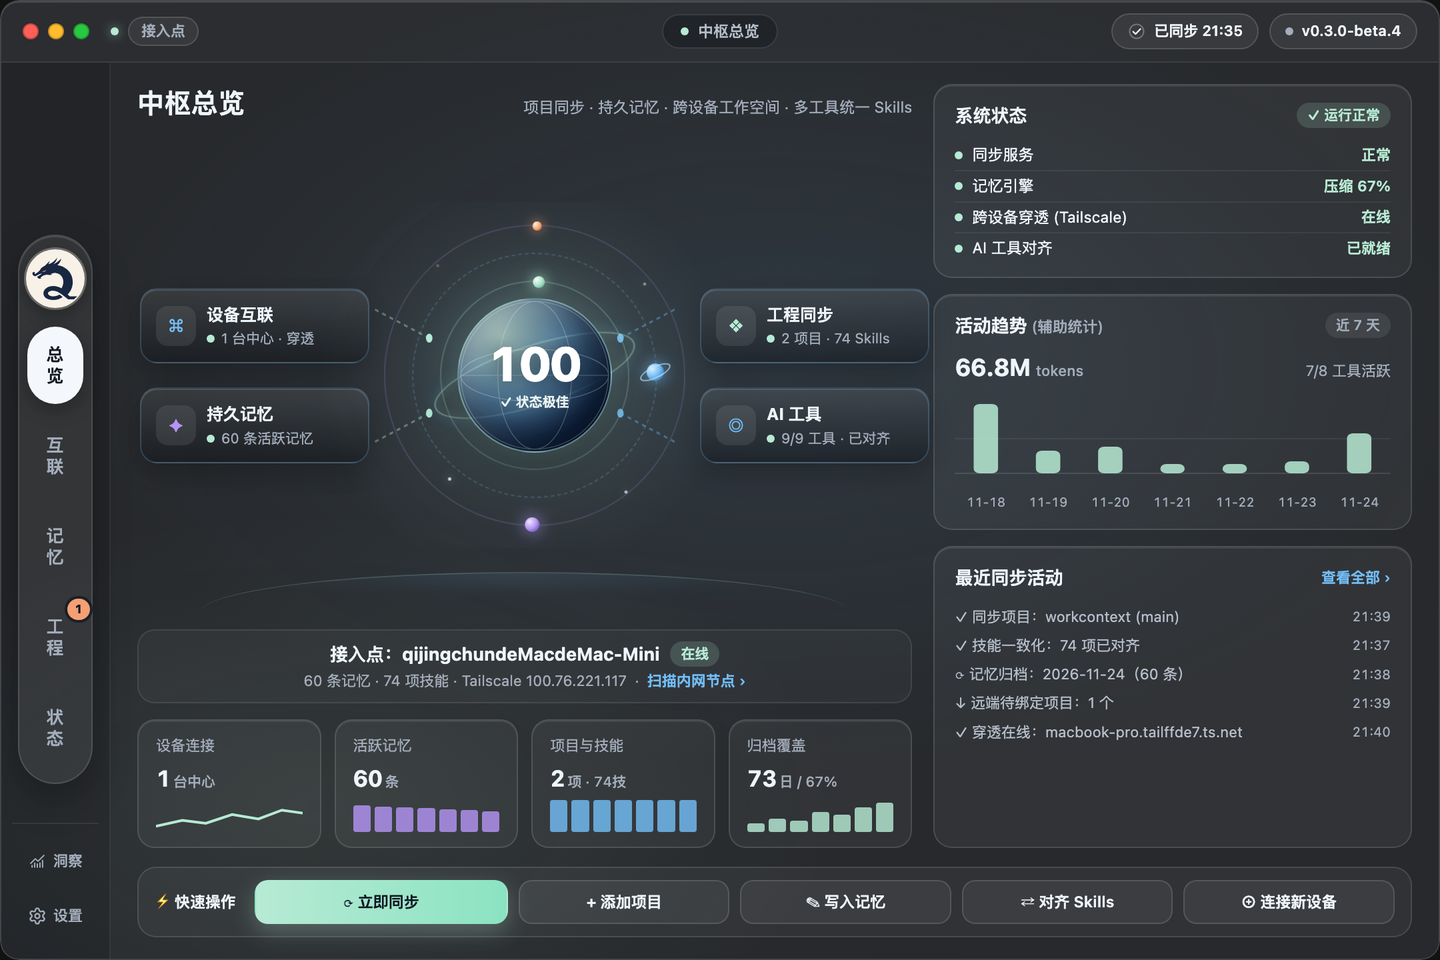 接入点
中枢总览
已同步 21:35
v0.3.0-beta.4
总览
互联
记忆
1
工程
状态
洞察
设置
中枢总览
项目同步 · 持久记忆 · 跨设备工作空间 · 多工具统一 Skills
设备互联
1 台中心 · 穿透
持久记忆
60 条活跃记忆
100
✓ 状态极佳
工程同步
2 项目 · 74 Skills
AI 工具
9/9 工具 · 已对齐
接入点：qijingchundeMacdeMac-Mini 在线
60 条记忆 · 74 项技能 · Tailscale 100.76.221.117 · 扫描内网节点 ›
设备连接
1 台中心
活跃记忆
60 条
项目与技能
2 项 · 74技
归档覆盖
73 日 / 67%
系统状态
✓ 运行正常
同步服务 正常
记忆引擎 压缩 67%
跨设备穿透 (Tailscale) 在线
AI 工具对齐 已就绪
活动趋势 (辅助统计)
近 7 天
66.8M tokens
7/8 工具活跃
11-18 11-19 11-20 11-21 11-22 11-23 11-24
最近同步活动
查看全部 ›
✓ 同步项目：workcontext (main) 21:39
✓ 技能一致化：74 项已对齐 21:37
⟳ 记忆归档：2026-11-24（60 条） 21:38
↓ 远端待绑定项目：1 个 21:39
✓ 穿透在线：macbook-pro.tailffde7.ts.net 21:40
⚡ 快速操作
⟳ 立即同步
+ 添加项目
✎ 写入记忆
⇄ 对齐 Skills
⊕ 连接新设备